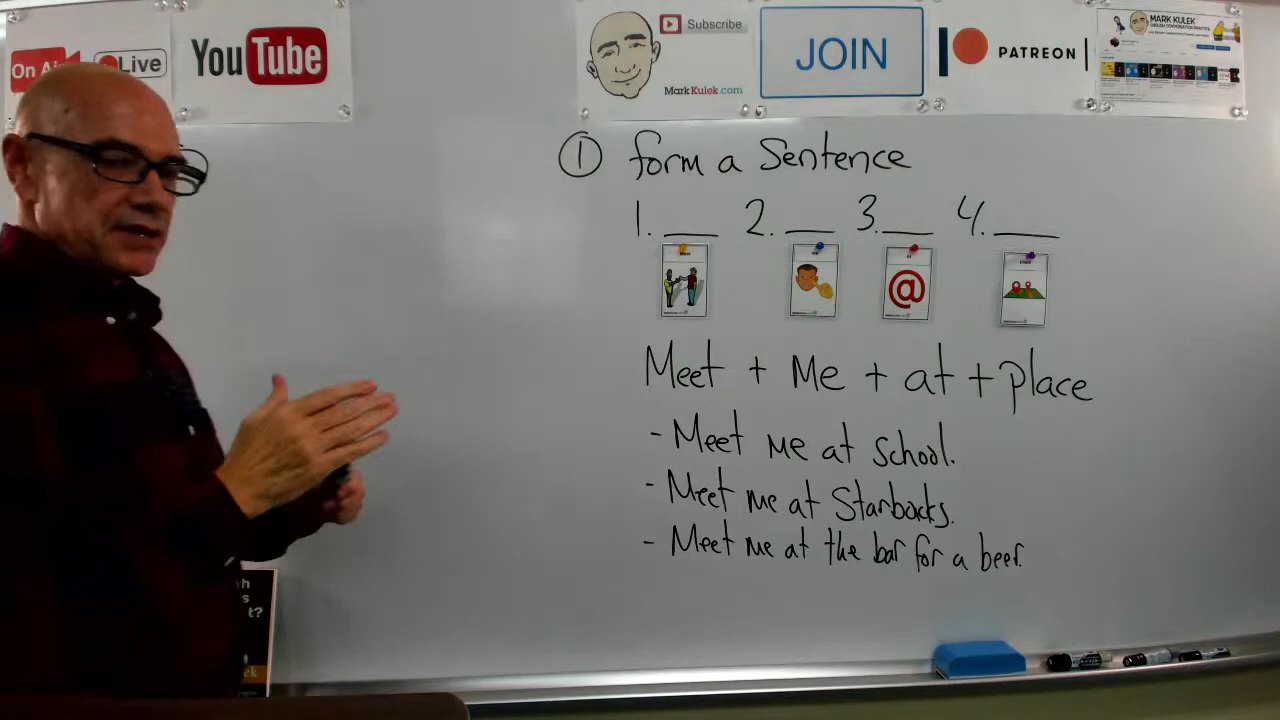 On Air
Live
YouTube
Subscribe
MarkKulek.com
JOIN
PATREON
MARK KULEK
① form a Sentence
1. ___ 2. ___ 3. ___ 4. ___
@
Meet + Me + at + place
- Meet me at school.
- Meet me at Starbacks.
- Meet me at the bar for a beer.